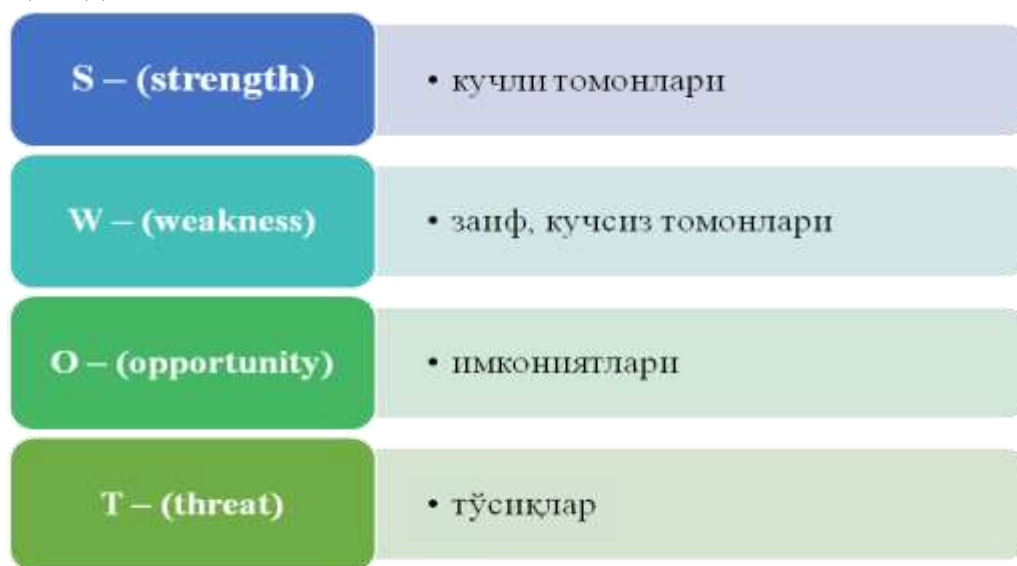 S – (strength)
• кучли томонлари
W – (weakness)
• заиф, кучсиз томонлари
O – (opportunity)
• имкониятлари
T – (threat)
• тўсиқлар